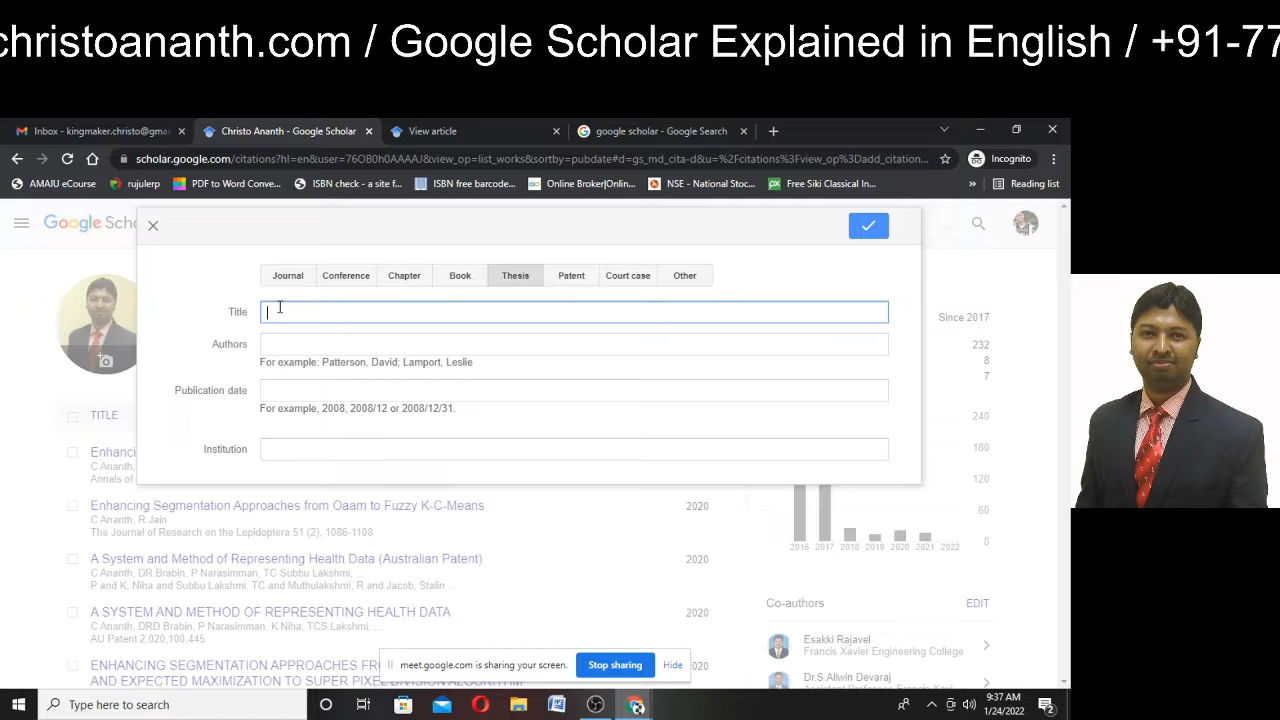 christoananth.com / Google Scholar Explained in English / +91-77
Inbox - kingmaker.christo@gma
Christo Ananth - Google Scholar
View article
google scholar - Google Search
scholar.google.com/citations?hl=en&user=76OB0h0AAAAJ&view_op=list_works&sortby=pubdate#d=gs_md_cita-d&u=%2Fcitations%3Fview_op%3Dadd_citation...
Incognito
AMAIU eCourse
rujulerp
PDF to Word Conve...
ISBN check - a site f...
ISBN free barcode...
Online Broker|Onlin...
NSE - National Stoc...
Free Siki Classical In...
»
Reading list
Google Scho
Journal
Conference
Chapter
Book
Thesis
Patent
Court case
Other
Title
Authors
For example: Patterson, David; Lamport, Leslie
Publication date
For example, 2008, 2008/12 or 2008/12/31.
Institution
Since 2017
232
8
7
240
180
120
60
0
2016 2017 2018 2019 2020 2021 2022
TITLE
Enhancing
C Ananth, R
Annals of
Enhancing Segmentation Approaches from Oaam to Fuzzy K-C-Means
2020
C Ananth, R Jain
The Journal of Research on the Lepidoptera 51 (2). 1086-1108
A System and Method of Representing Health Data (Australian Patent)
2020
C Ananth, DR Brabin, P Narasimman, TC Subbu Lakshmi, ...
P and K, Niha and Subbu Lakshmi, TC and Muthulakshmi, R and Jacob, Stalin ...
A SYSTEM AND METHOD OF REPRESENTING HEALTH DATA
2020
C Ananth, DRD Brabin, P Narasimman, K Niha, TCS Lakshmi, ...
AU Patent 2,020,100,445
ENHANCING SEGMENTATION APPROACHES FR
2020
AND EXPECTED MAXIMIZATION TO SUPER PIXEL DIVISION ALGORITHM
Co-authors
EDIT
Esakki Rajavel
Francis Xavier Engineering College
Dr.S Allwin Devaraj
meet.google.com is sharing your screen.
Stop sharing
Hide
Type here to search
9:37 AM
1/24/2022
2